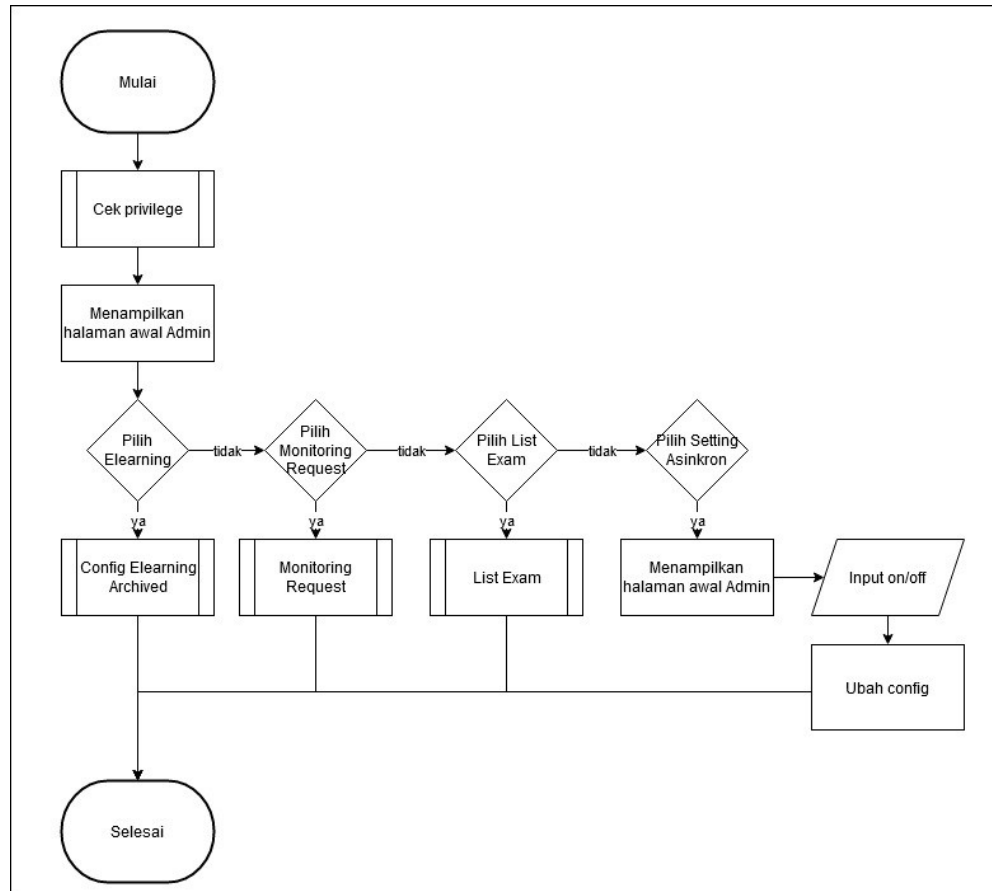 Mulai
Cek privilege
Menampilkan
halaman awal Admin
Pilih
Elearning
tidak
Pilih
Monitoring
Request
tidak
Pilih List
Exam
tidak
Pilih Setting
Asinkron
ya
ya
ya
ya
Config Elearning
Archived
Monitoring
Request
List Exam
Menampilkan
halaman awal Admin
Input on/off
Ubah config
Selesai